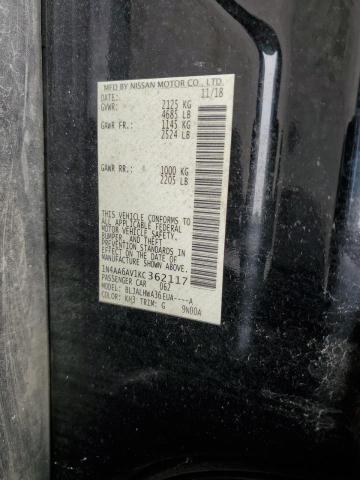 MFD BY NISSAN MOTOR CO., LTD.
DATE: 11/18
GVWR: 2125 KG
4685 LB
GAWR FR.: 1145 KG
2524 LB
GAWR RR.: 1000 KG
2205 LB
THIS VEHICLE CONFORMS TO ALL
APPLICABLE FEDERAL MOTOR
VEHICLE SAFETY,
BUMPER, AND THEFT
PREVENTION STANDARDS IN
EFFECT ON THE DATE OF
MANUFACTURE SHOWN ABOVE.
1N4AA6AV1KC362117
PASSENGER CAR 062
MODEL: BLJALHWA36EUA----A
COLOR: KH3 TRIM: G 9N00A